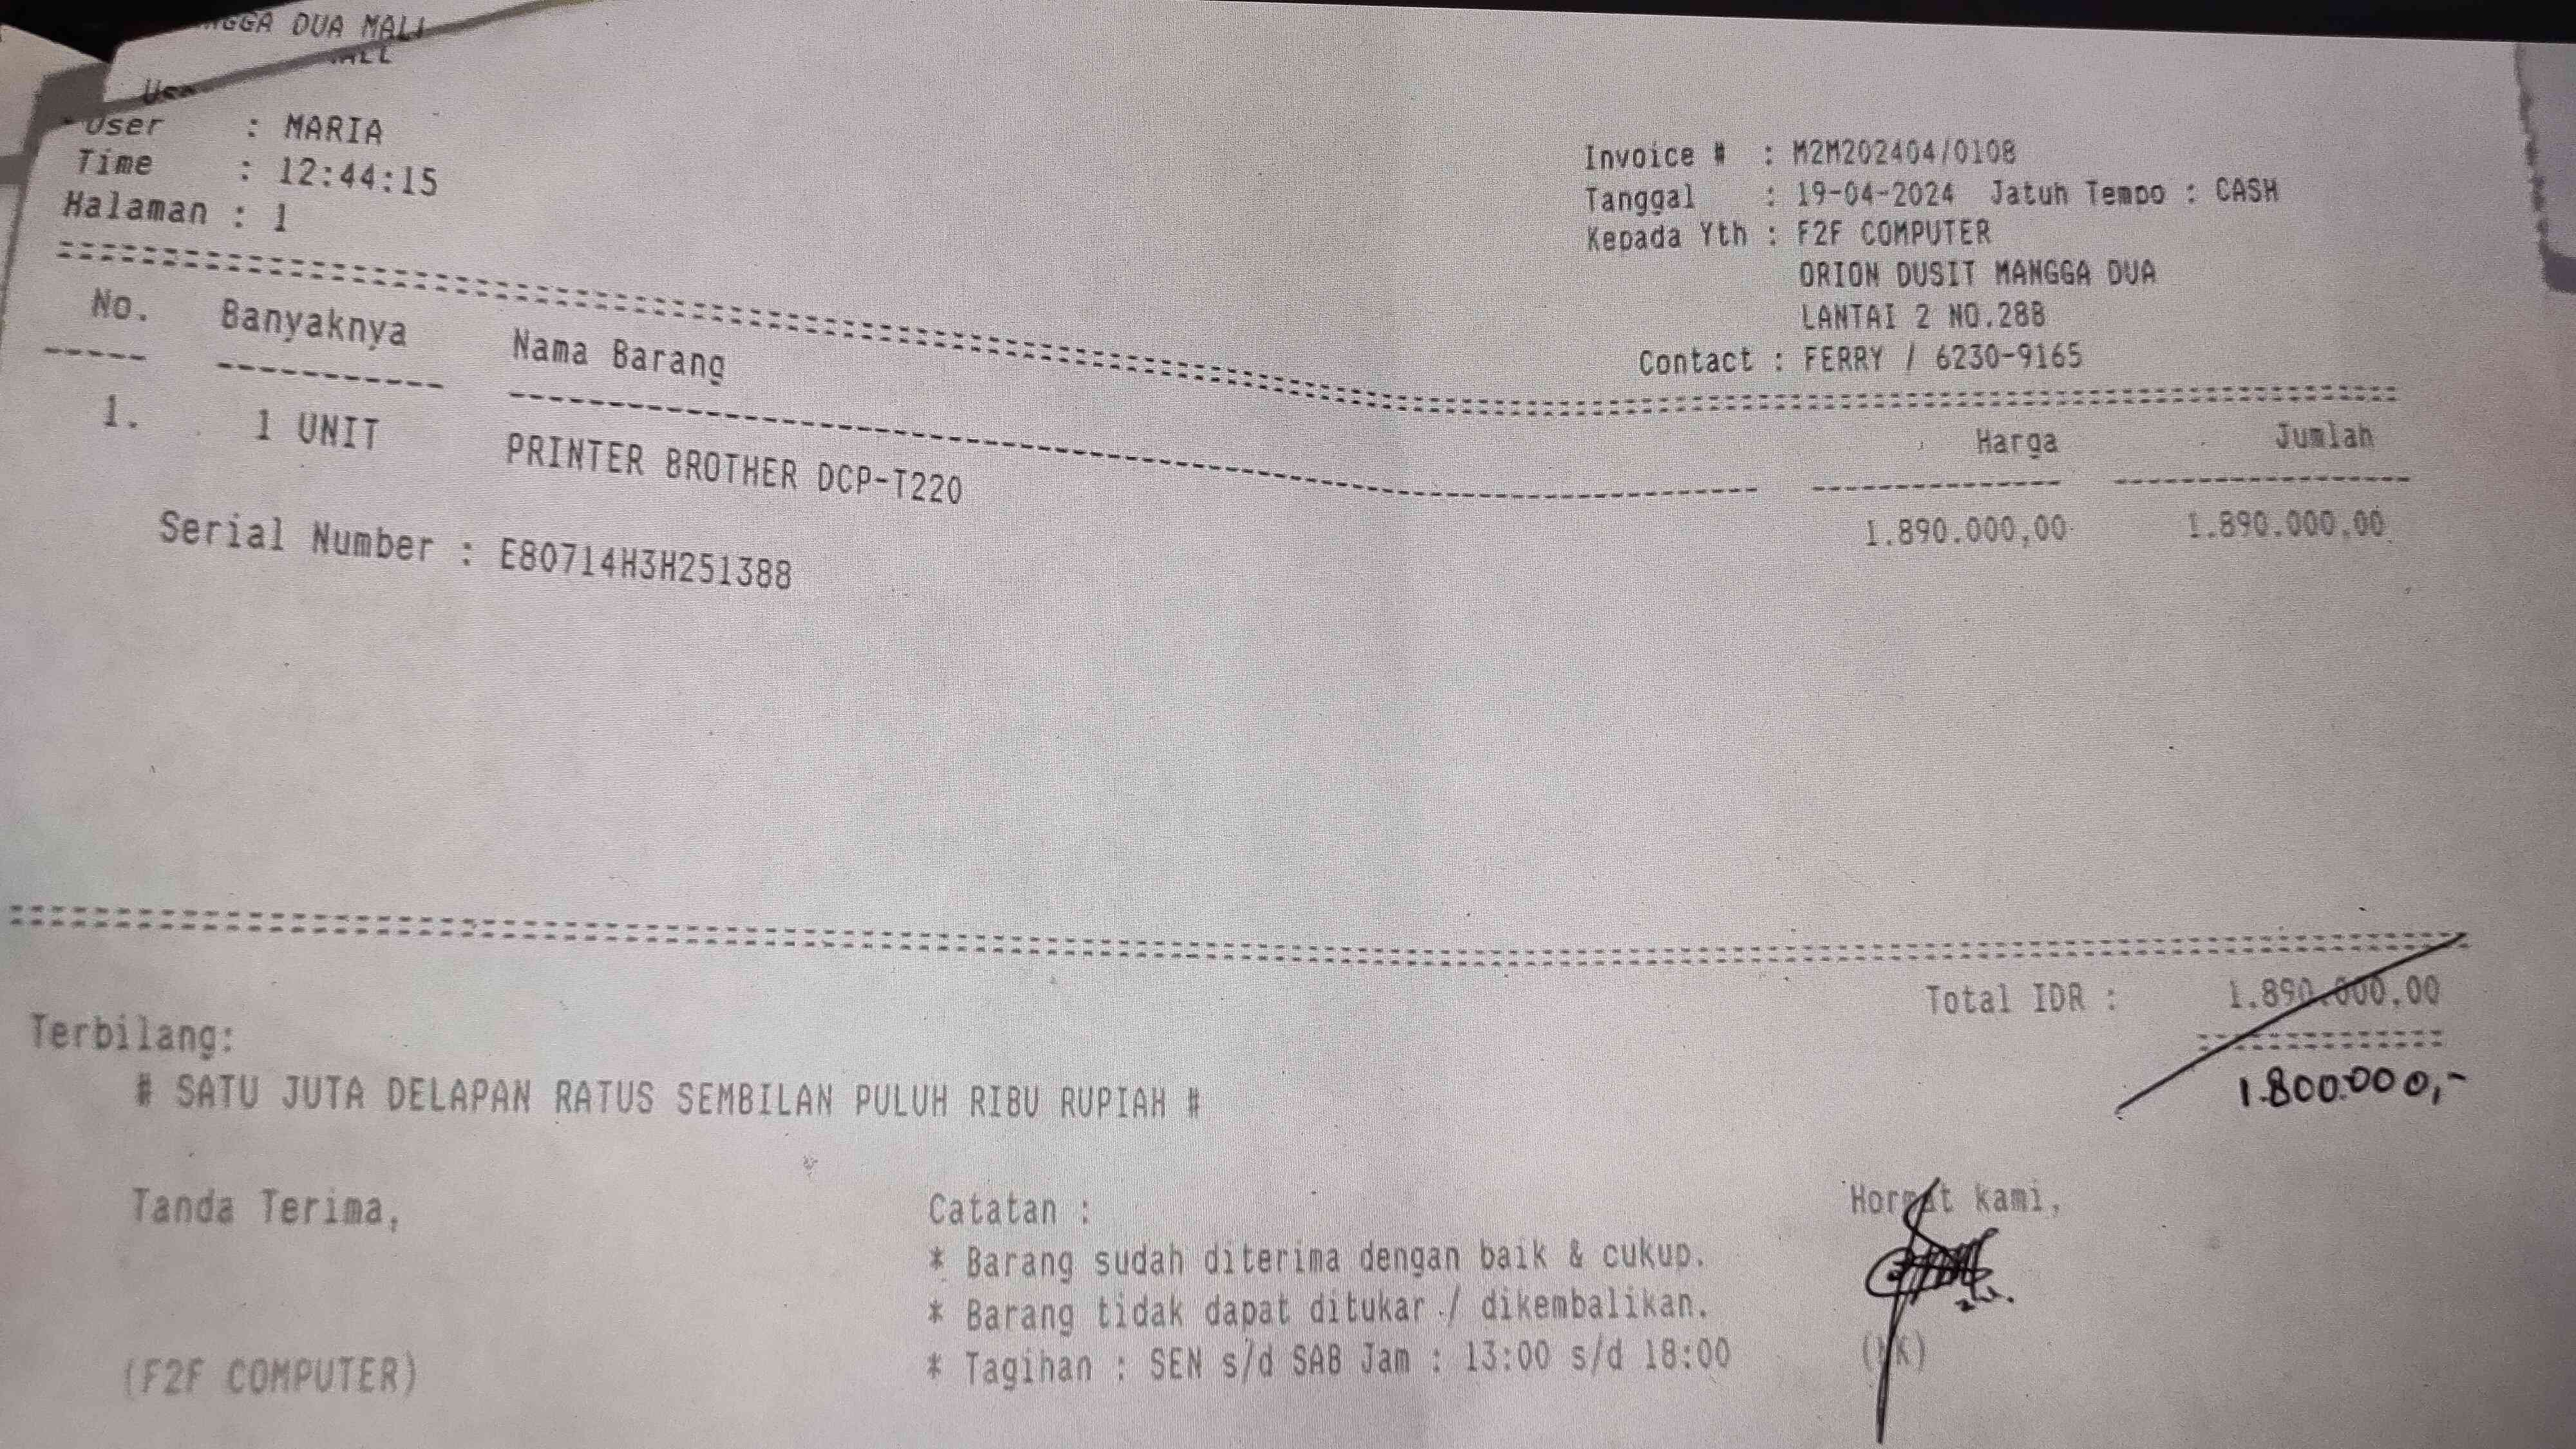 DUA MALL
User : MARIA
Time : 12:44:15
Halaman : 1
Invoice # : M2M202404/0108
Tanggal : 19-04-2024 Jatuh Tempo : CASH
Kepada Yth : F2F COMPUTER
ORION DUSIT MANGGA DUA
LANTAI 2 NO.288
Contact : FERRY / 6230-9165
No. Banyaknya Nama Barang Harga Jumlah
1. 1 UNIT PRINTER BROTHER DCP-T220 1.890.000,00 1.890.000,00
Serial Number : E80714H3H251388
Total IDR : 1.890.000,00
1.800.000,-
Terbilang:
# SATU JUTA DELAPAN RATUS SEMBILAN PULUH RIBU RUPIAH #
Tanda Terima, Catatan : Hormat kami,
* Barang sudah diterima dengan baik & cukup.
* Barang tidak dapat ditukar / dikembalikan.
(F2F COMPUTER) * Tagihan : SEN s/d SAB Jam : 13:00 s/d 18:00